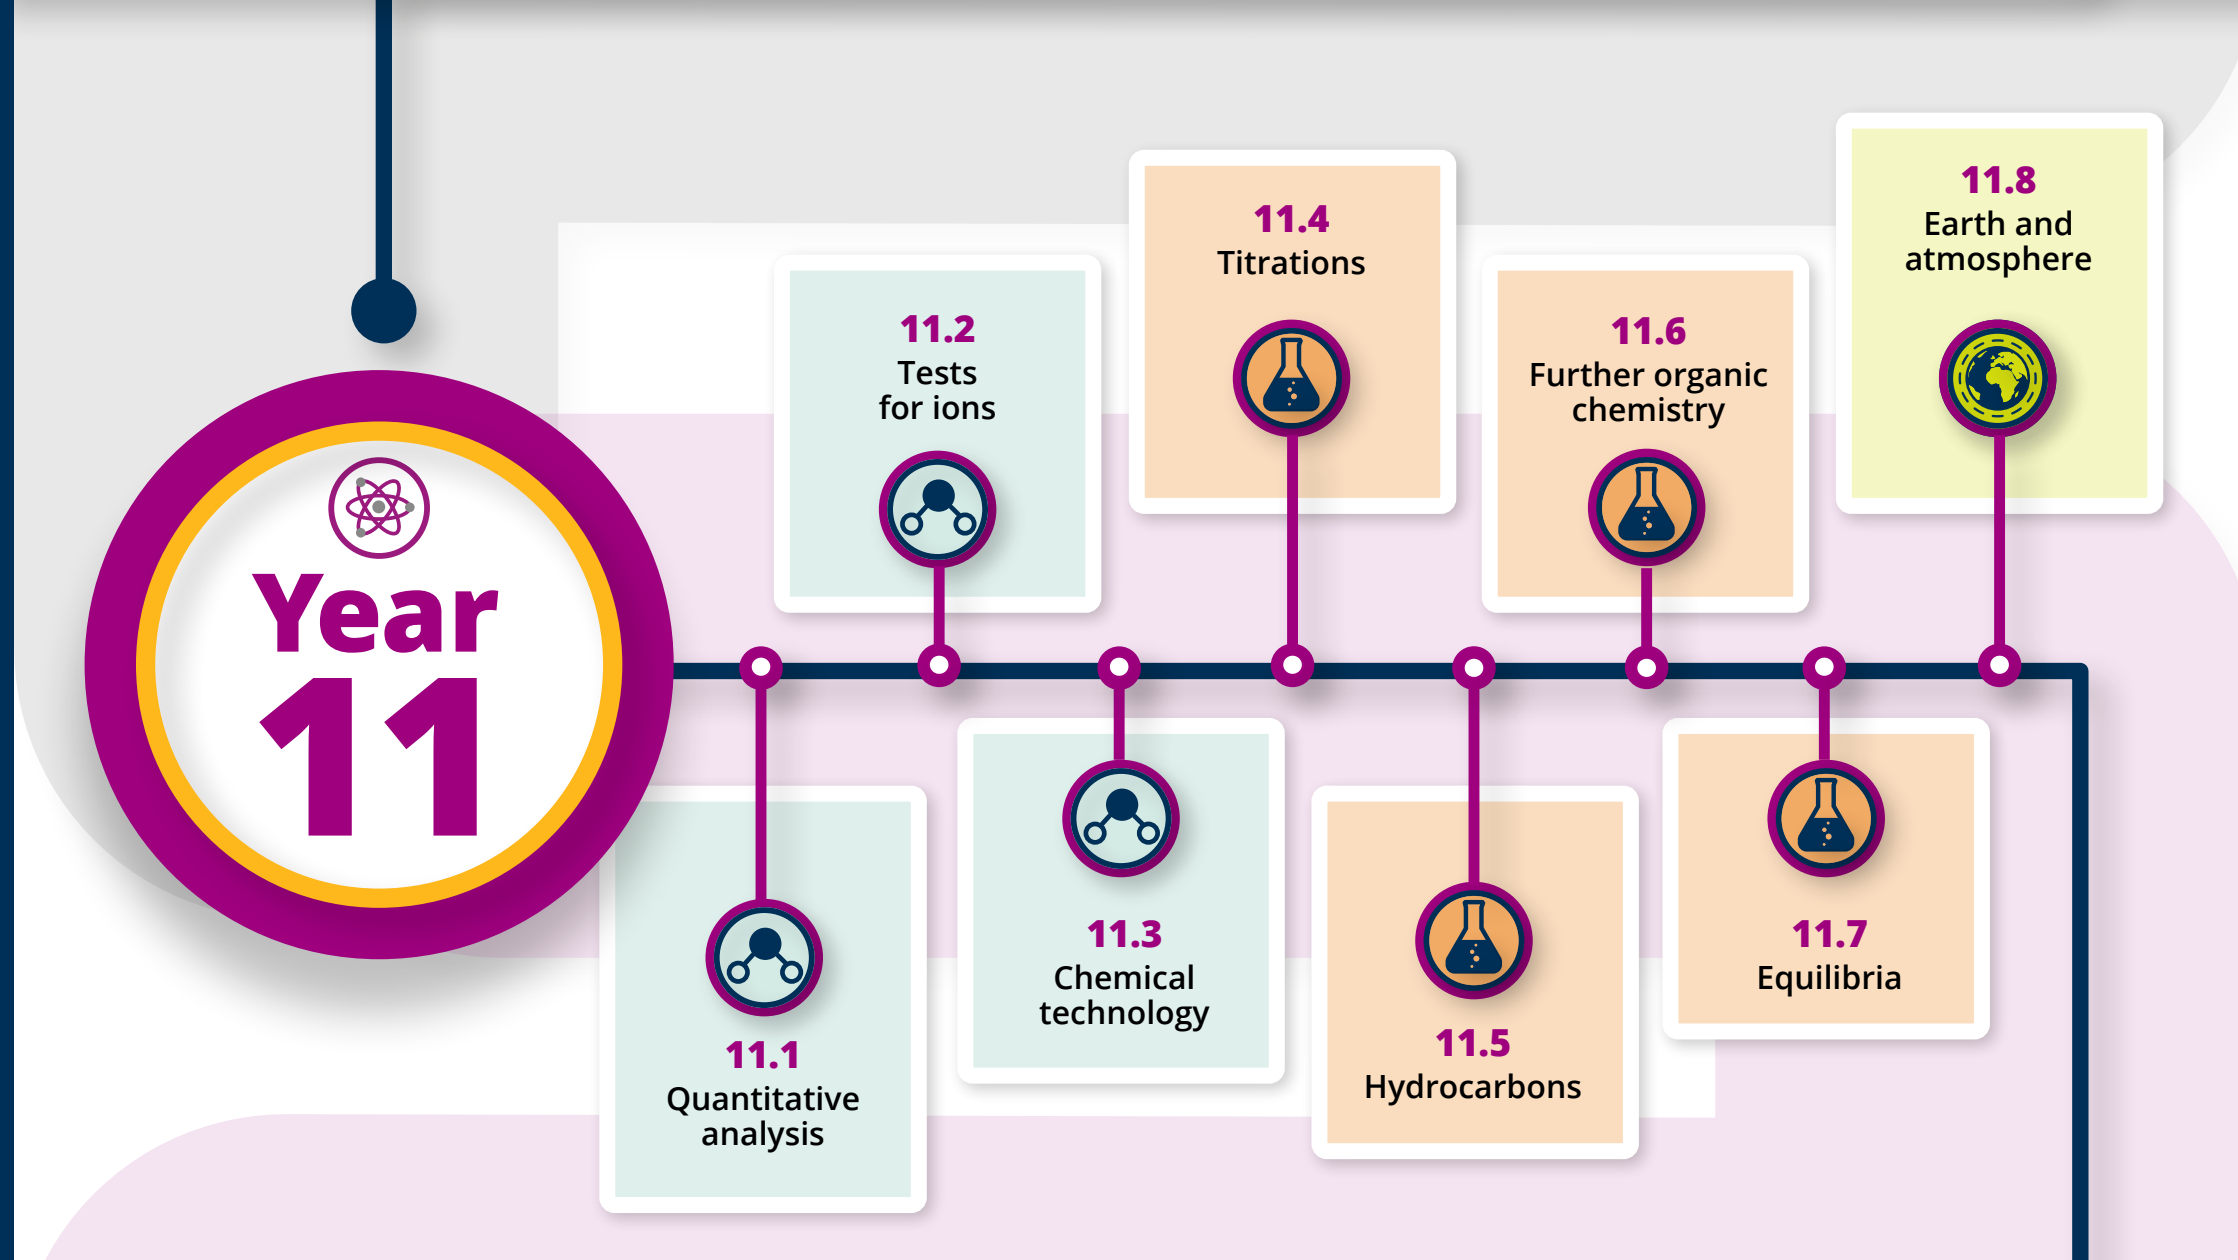 Year
11
11.1
Quantitative
analysis
11.2
Tests
for ions
11.3
Chemical
technology
11.4
Titrations
11.5
Hydrocarbons
11.6
Further organic
chemistry
11.7
Equilibria
11.8
Earth and
atmosphere